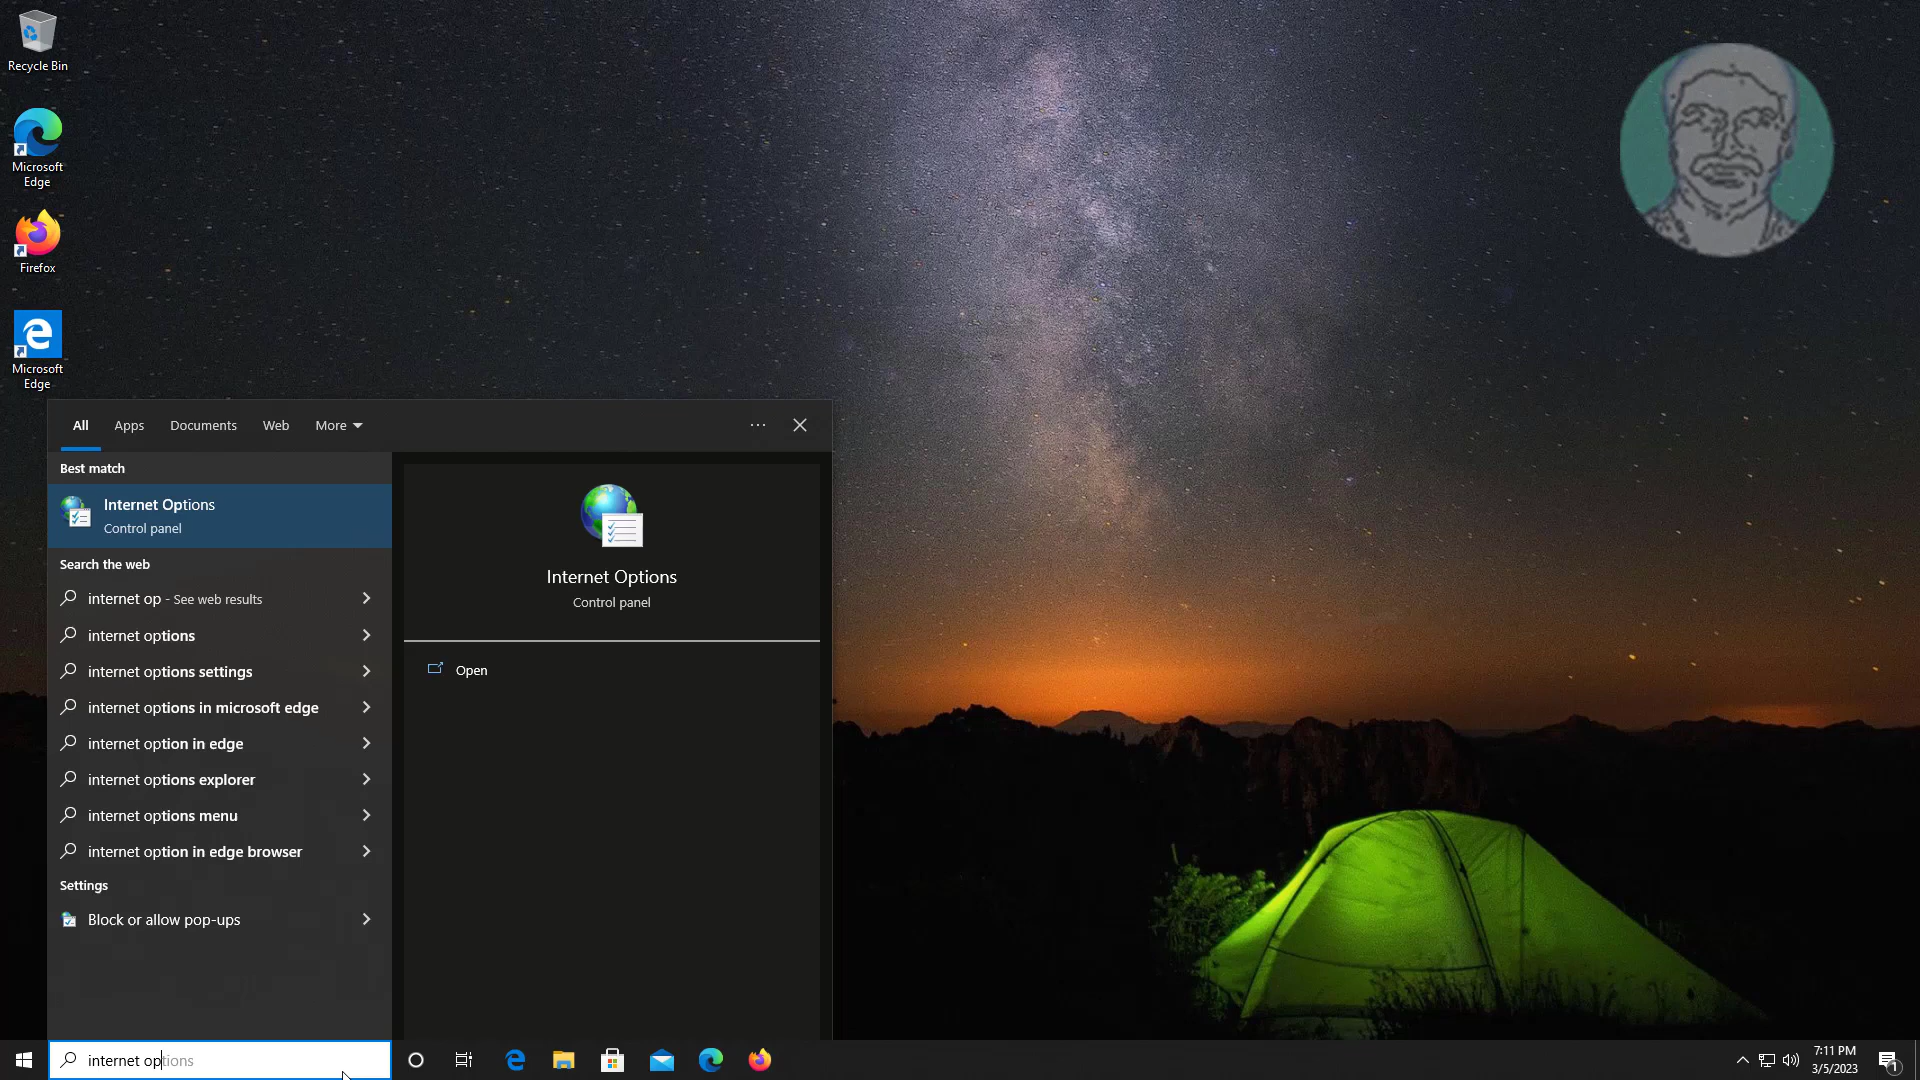 Recycle Bin
Microsoft
Edge
Firefox
Microsoft
Edge
All Apps Documents Web More
Best match
Internet Options
Control panel
Search the web
internet op - See web results
internet options
internet options settings
internet options in microsoft edge
internet option in edge
internet options explorer
internet options menu
internet option in edge browser
Settings
Block or allow pop-ups
Internet Options
Control panel
Open
internet options
7:11 PM
3/5/2023
1